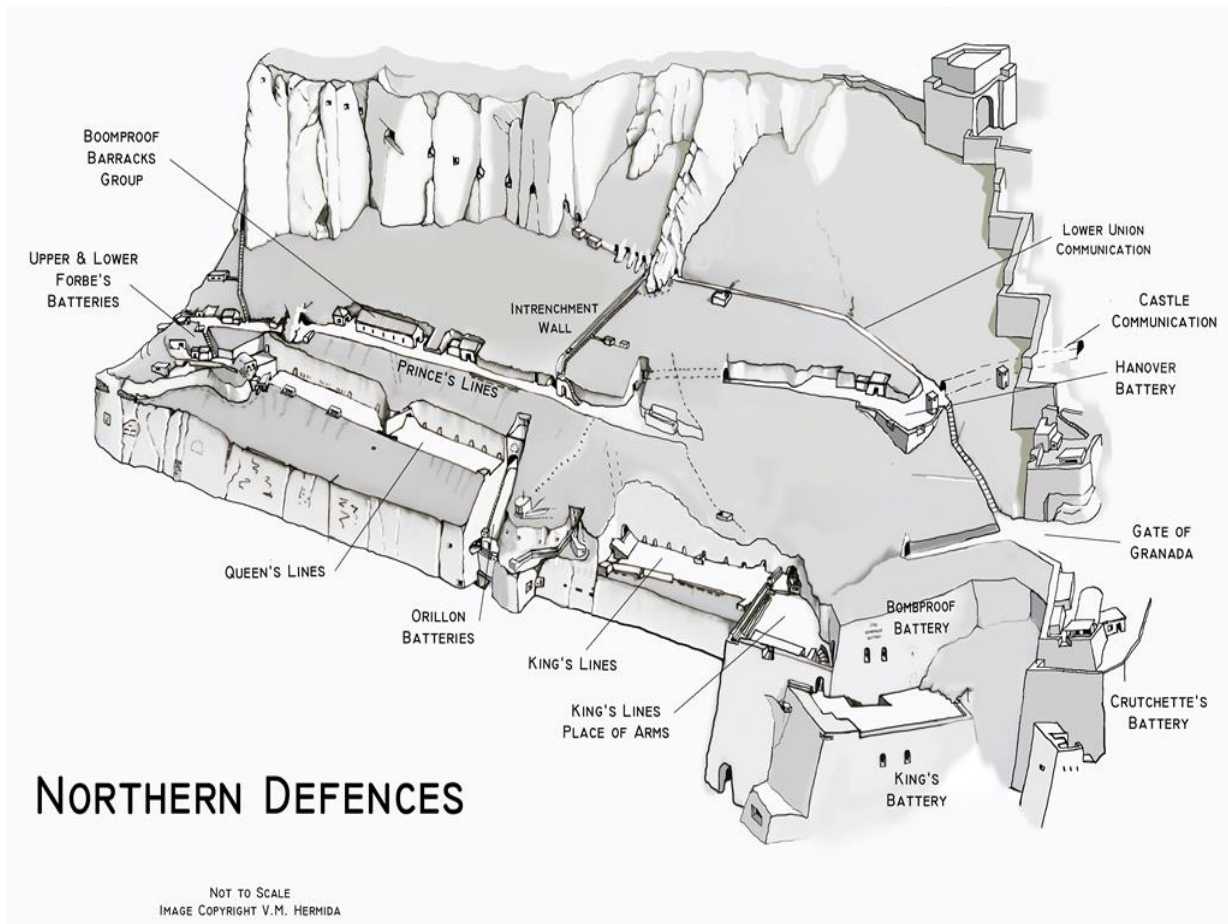 Boomproof
Barracks
Group
Upper & Lower
Forbe's
Batteries
Intrenchment
Wall
Lower Union
Communication
Castle
Communication
Hanover
Battery
Prince's Lines
Queen's Lines
Orillon
Batteries
King's Lines
King's Lines
Place of Arms
Gate of
Granada
Bombproof
Battery
Crutchette's
Battery
King's
Battery
Northern Defences
Not to Scale
Image Copyright V.M. Hermida